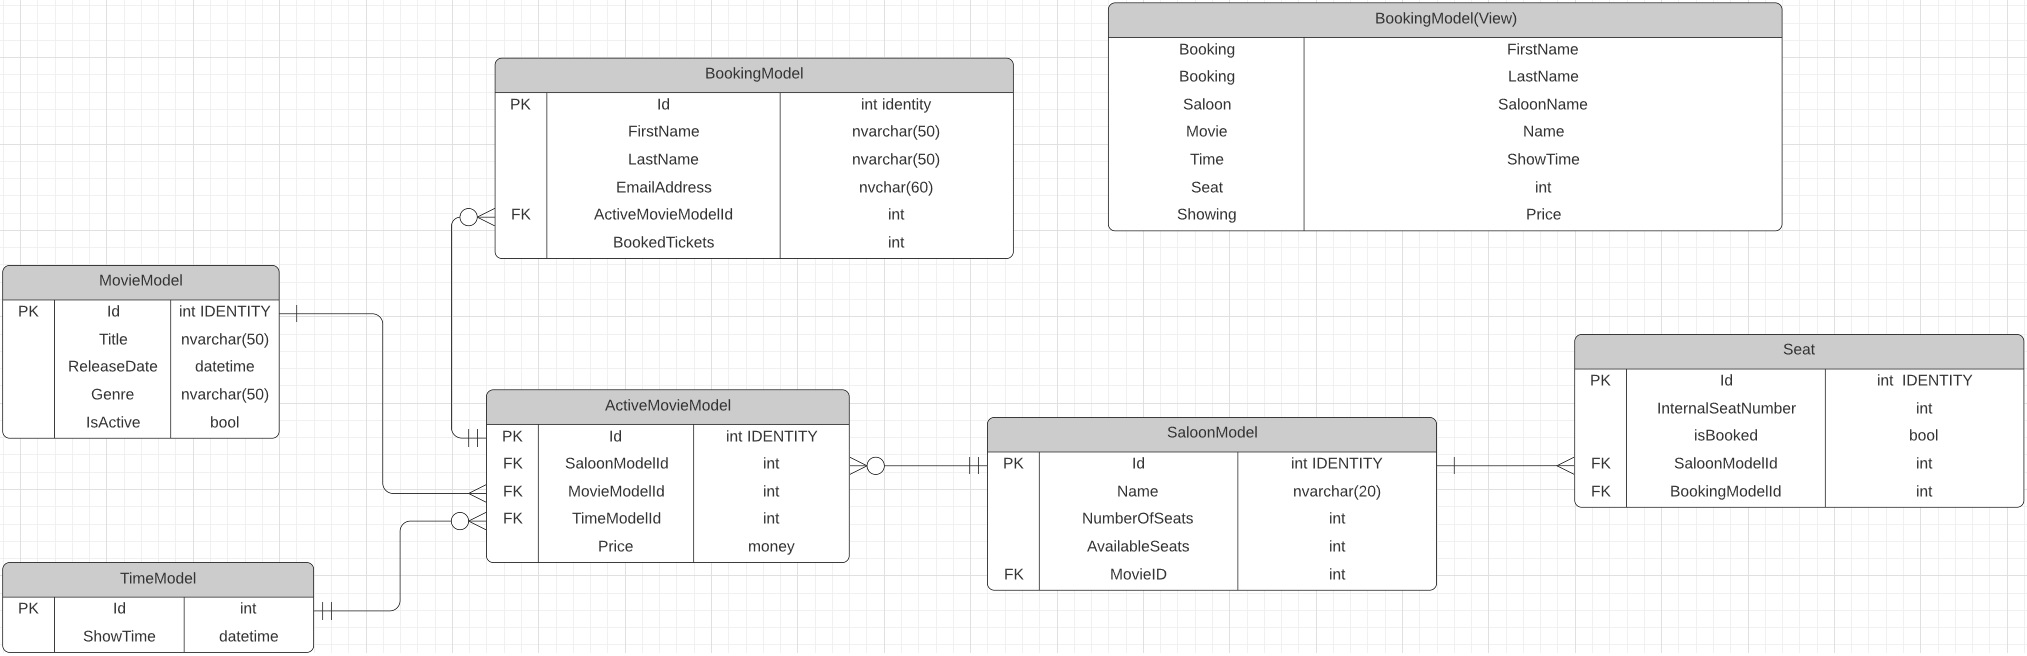 BookingModel(View)
Booking FirstName
Booking LastName
Saloon SaloonName
Movie Name
Time ShowTime
Seat int
Showing Price
BookingModel
PK Id int identity
FirstName nvarchar(50)
LastName nvarchar(50)
EmailAddress nvchar(60)
FK ActiveMovieModelId int
BookedTickets int
MovieModel
PK Id int IDENTITY
Title nvarchar(50)
ReleaseDate datetime
Genre nvarchar(50)
IsActive bool
ActiveMovieModel
PK Id int IDENTITY
FK SaloonModelId int
FK MovieModelId int
FK TimeModelId int
Price money
SaloonModel
PK Id int IDENTITY
Name nvarchar(20)
NumberOfSeats int
AvailableSeats int
FK MovieID int
Seat
PK Id int IDENTITY
InternalSeatNumber int
isBooked bool
FK SaloonModelId int
FK BookingModelId int
TimeModel
PK Id int
ShowTime datetime